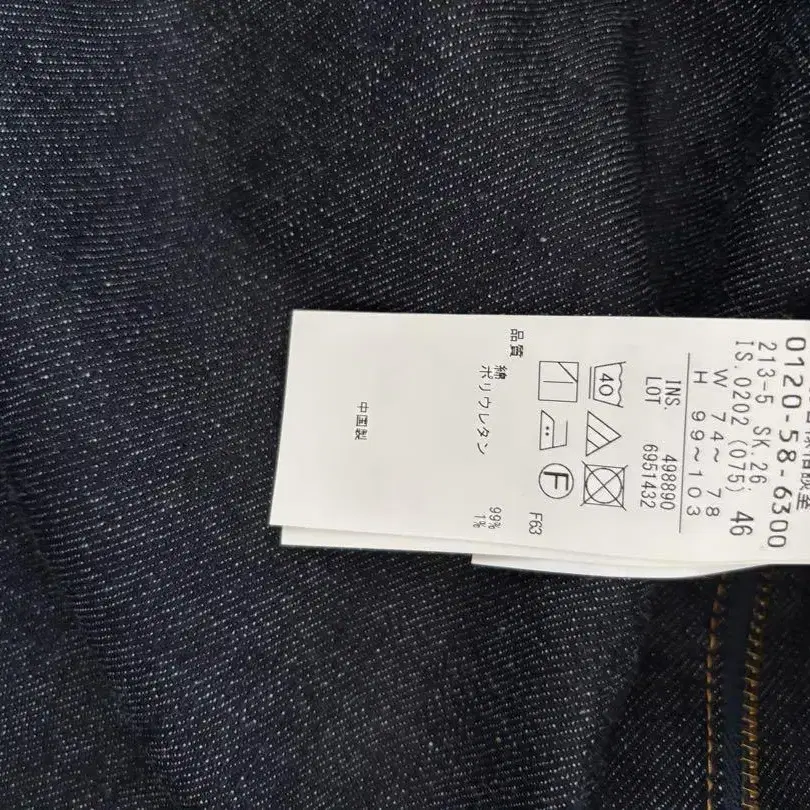 0120-58-6300
213-5 SK.26;
IS.0202 (075) 46
W 74~ 78
H 99~103
INS. 498890
LOT 6951432
40
F
F63
品質
綿 99%
ポリウレタン 1%
中国製